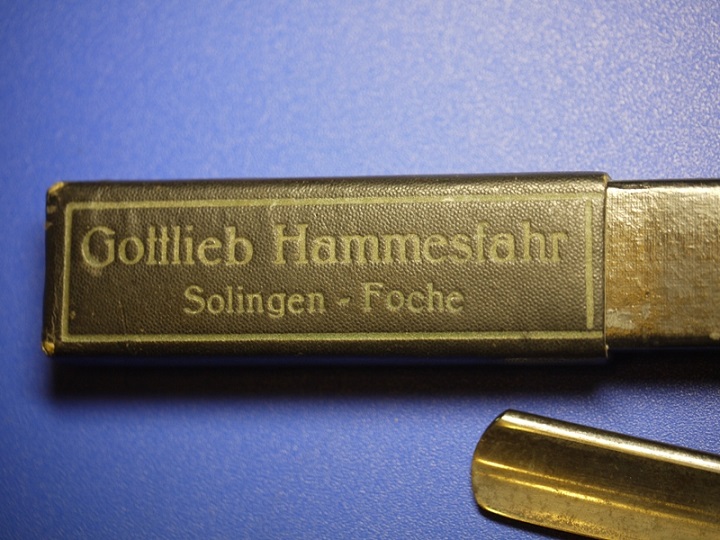 Gottlieb Hammesfahr
Solingen - Foche